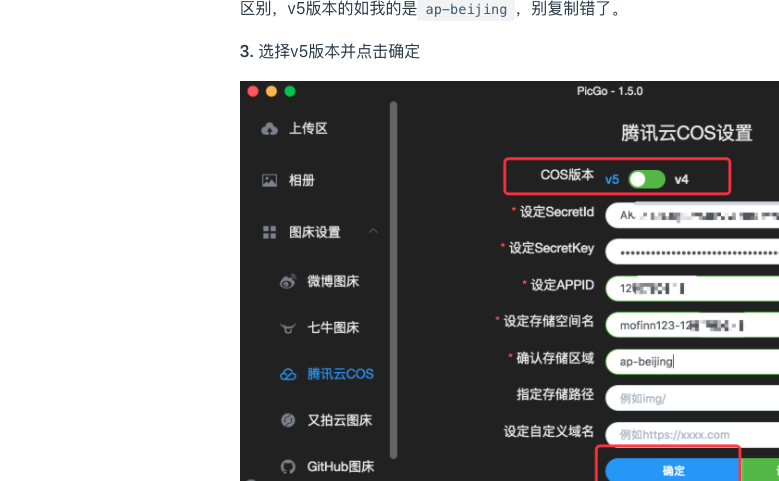 区别，v5版本的如我的是 ap-beijing ，别复制错了。
3. 选择v5版本并点击确定
PicGo - 1.5.0
上传区
相册
图床设置
微博图床
七牛图床
腾讯云COS
又拍云图床
GitHub图床
腾讯云COS设置
COS版本 v5 v4
* 设定SecretId
* 设定SecretKey
* 设定APPID 12
* 设定存储空间名 mofinn123-12
* 确认存储区域 ap-beijing
指定存储路径 例如img/
设定自定义域名 例如https://xxxx.com
确定